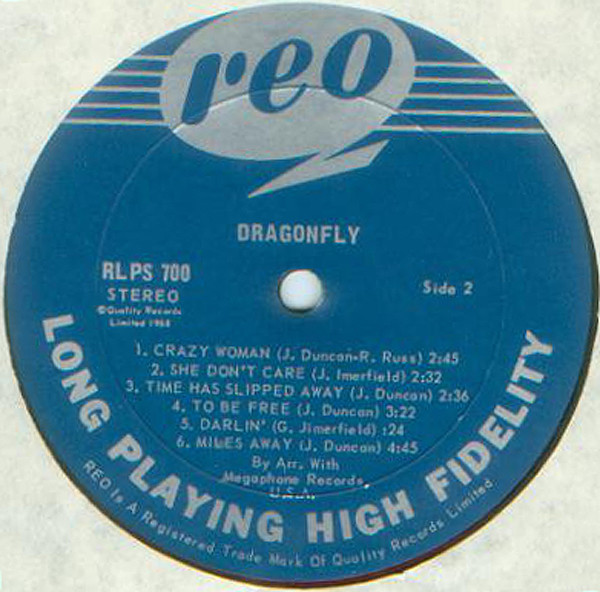 reo
DRAGONFLY
RLPS 700
STEREO
©Quality Records
Limited 1968
Side 2
1. CRAZY WOMAN (J. Duncan-R. Russ) 2:45
2. SHE DON'T CARE (J. Imerfield) 2:32
3. TIME HAS SLIPPED AWAY (J. Duncan) 2:36
4. TO BE FREE (J. Duncan) 3:22
5. DARLIN' (G. Jimerfield) :24
6. MILES AWAY (J. Duncan) 4:45
By Arr. With
Megaphone Records,
U.S.A.
LONG PLAYING HIGH FIDELITY
REO Is A Registered Trade Mark Of Quality Records Limited